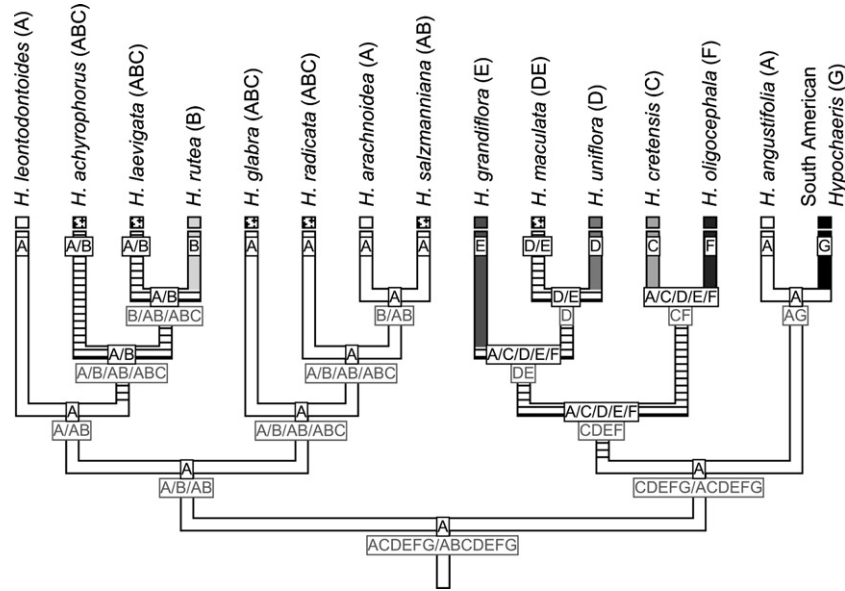 H. leontodontoides (A)
H. achyrophorus (ABC)
H. laevigata (ABC)
H. rutea (B)
H. glabra (ABC)
H. radicata (ABC)
H. arachnoidea (A)
H. salzmanniana (AB)
H. grandiflora (E)
H. maculata (DE)
H. uniflora (D)
H. cretensis (C)
H. oligocephala (F)
H. angustifolia (A)
South American
Hypochaeris (G)
A A/B A/B B A A A A E D/E D C F A G
A/B A D/E A/C/D/E/F A
B/AB/ABC B/AB D CF AG
A/B A A/C/D/E/F
A/B/AB/ABC A/B/AB/ABC DE
A A A/C/D/E/F
A/AB A/B/AB/ABC CDEF
A A
A/B/AB CDEFG/ACDEFG
A
ACDEFG/ABCDEFG